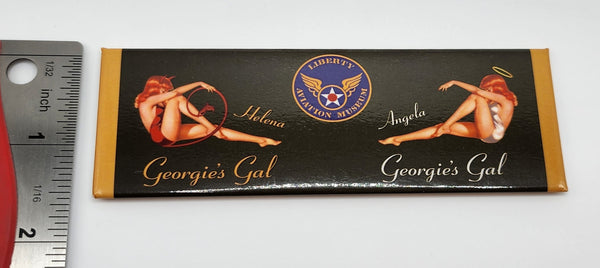 1/32
inch
1
1/16
2
LIBERTY
AVIATION MUSEUM
Helena
Angela
Georgie's Gal
Georgie's Gal